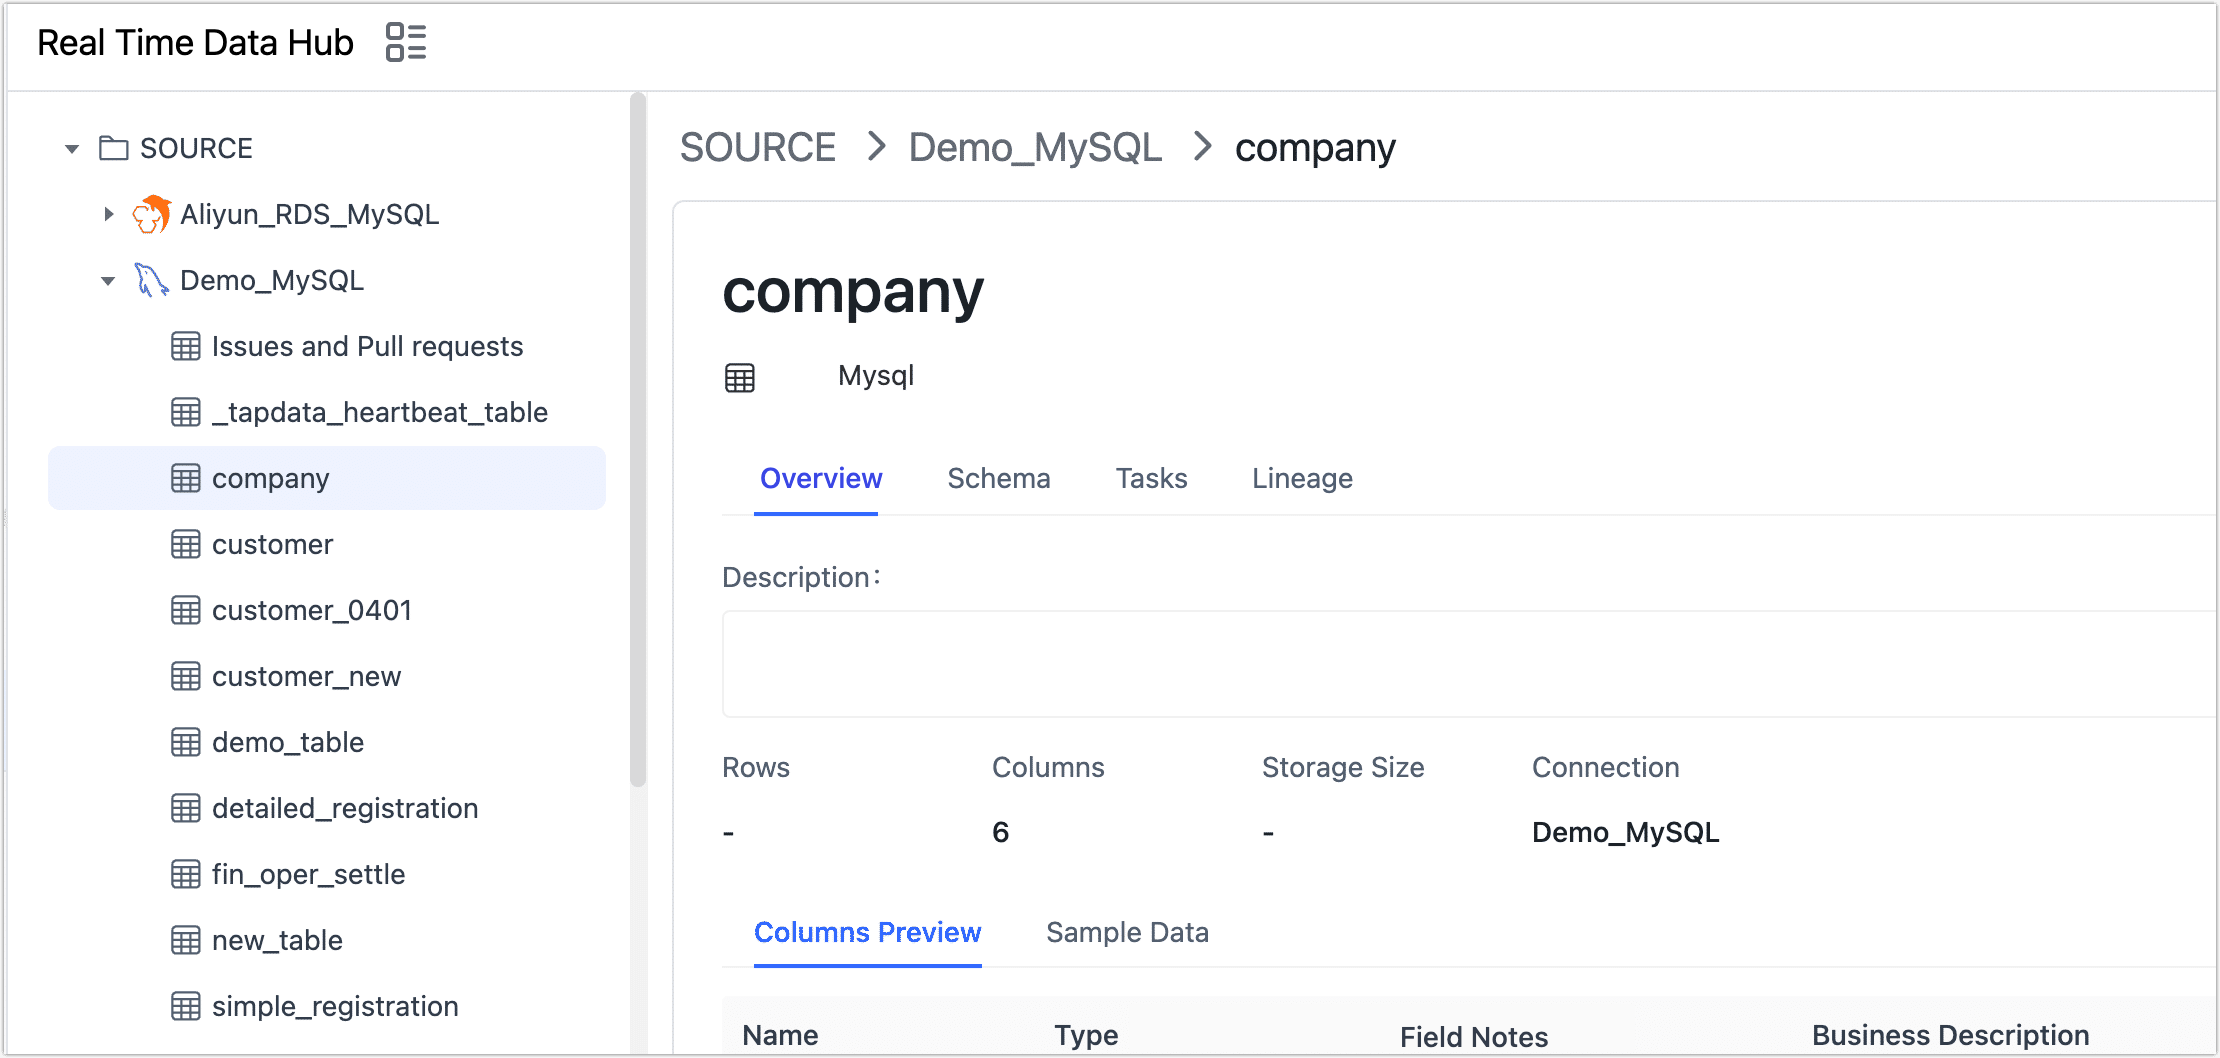 Real Time Data Hub
SOURCE
Aliyun_RDS_MySQL
Demo_MySQL
Issues and Pull requests
_tapdata_heartbeat_table
company
customer
customer_0401
customer_new
demo_table
detailed_registration
fin_oper_settle
new_table
simple_registration
SOURCE > Demo_MySQL > company
company
Mysql
Overview Schema Tasks Lineage
Description:
Rows Columns Storage Size Connection
- 6 - Demo_MySQL
Columns Preview Sample Data
Name Type Field Notes Business Description